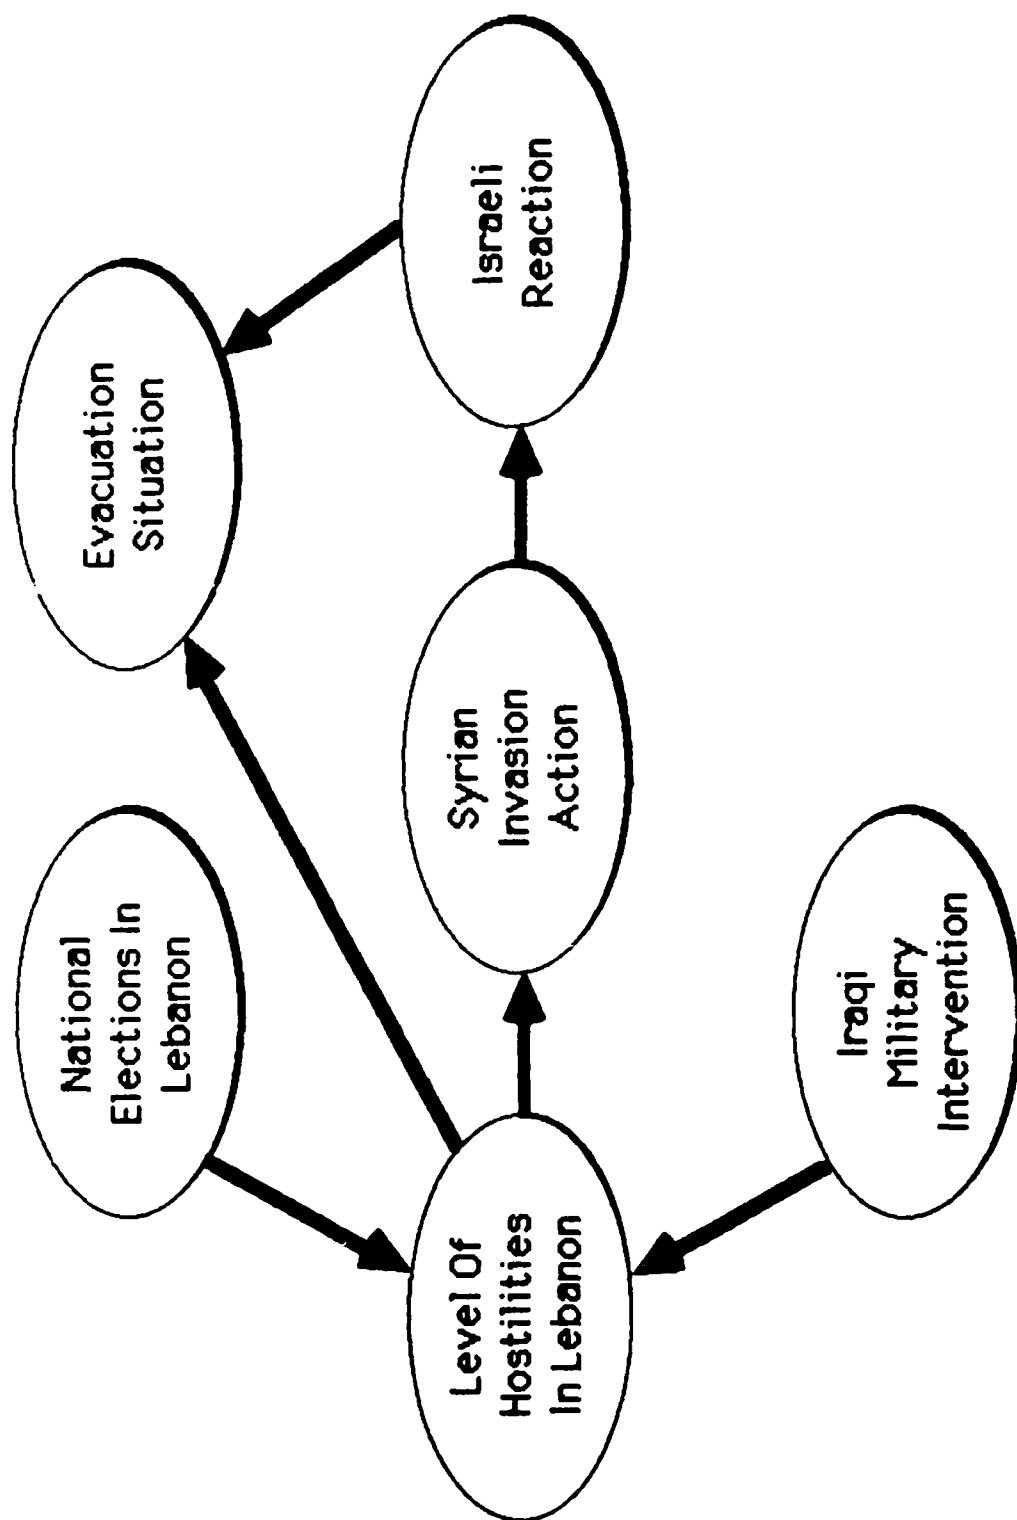 National
Elections In
Lebanon
Evacuation
Situation
Level Of
Hostilities
In Lebanon
Syrian
Invasion
Action
Israeli
Reaction
Iraqi
Military
Intervention